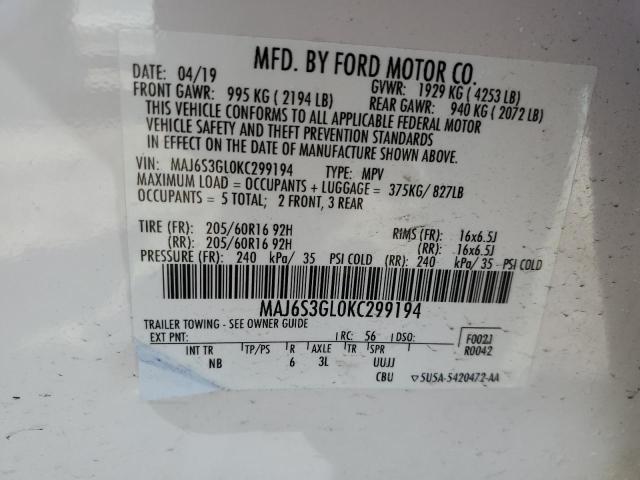 MFD. BY FORD MOTOR CO.
DATE: 04/19 GVWR: 1929 KG ( 4253 LB)
FRONT GAWR: 995 KG ( 2194 LB) REAR GAWR: 940 KG ( 2072 LB)
THIS VEHICLE CONFORMS TO ALL APPLICABLE FEDERAL MOTOR
VEHICLE SAFETY AND THEFT PREVENTION STANDARDS
IN EFFECT ON THE DATE OF MANUFACTURE SHOWN ABOVE.
VIN: MAJ6S3GL0KC299194 TYPE: MPV
MAXIMUM LOAD = OCCUPANTS + LUGGAGE = 375KG/ 827LB
OCCUPANTS = 5 TOTAL; 2 FRONT, 3 REAR
TIRE (FR): 205/60R16 92H RIMS (FR): 16x6.5J
(RR): 205/60R16 92H (RR): 16x6.5J
PRESSURE (FR): 240 kPa/ 35 PSI COLD (RR): 240 kPa/ 35 PSI COLD
MAJ6S3GL0KC299194
TRAILER TOWING - SEE OWNER GUIDE
EXT PNT: RC: 56 DSO: F002J
R0042
INT TR TP/PS R AXLE TR SPR
NB 6 3L UUJJ
CBU ▽5U5A-5420472-AA